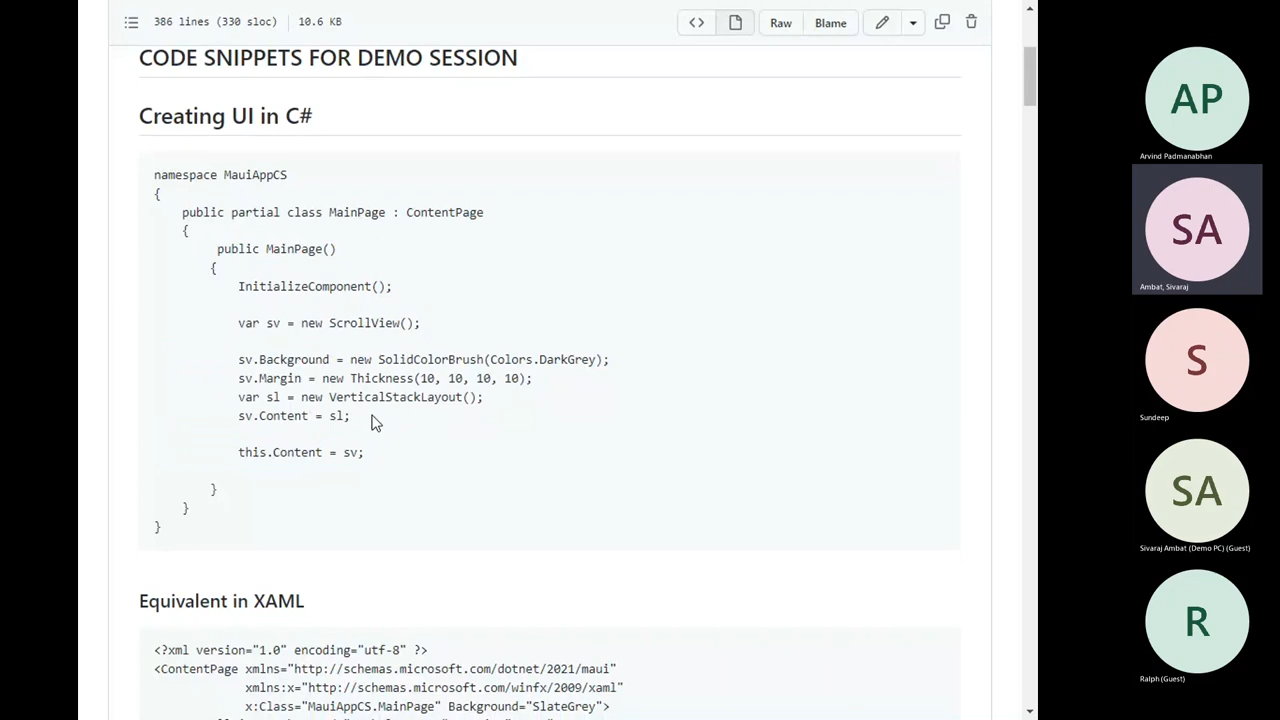 386 lines (330 sloc) 10.6 KB
Raw Blame
CODE SNIPPETS FOR DEMO SESSION
Creating UI in C#
namespace MauiAppCS
{
public partial class MainPage : ContentPage
{
public MainPage()
{
InitializeComponent();
var sv = new ScrollView();
sv.Background = new SolidColorBrush(Colors.DarkGrey);
sv.Margin = new Thickness(10, 10, 10, 10);
var sl = new VerticalStackLayout();
sv.Content = sl;
this.Content = sv;
}
}
}
Equivalent in XAML
<?xml version="1.0" encoding="utf-8" ?>
<ContentPage xmlns="http://schemas.microsoft.com/dotnet/2021/maui"
xmlns:x="http://schemas.microsoft.com/winfx/2009/xaml"
x:Class="MauiAppCS.MainPage" Background="SlateGrey">
AP
Arvind Padmanabhan
SA
Ambat, Sivaraj
S
Sundeep
SA
Sivaraj Ambat (Demo PC) (Guest)
R
Ralph (Guest)